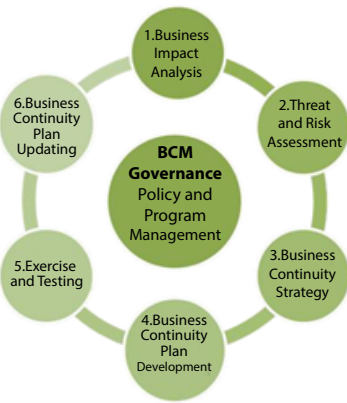 1.Business
Impact
Analysis
2.Threat
and Risk
Assessment
3.Business
Continuity
Strategy
4.Business
Continuity
Plan
Development
5.Exercise
and Testing
6.Business
Continuity
Plan
Updating
BCM
Governance
Policy and
Program
Management